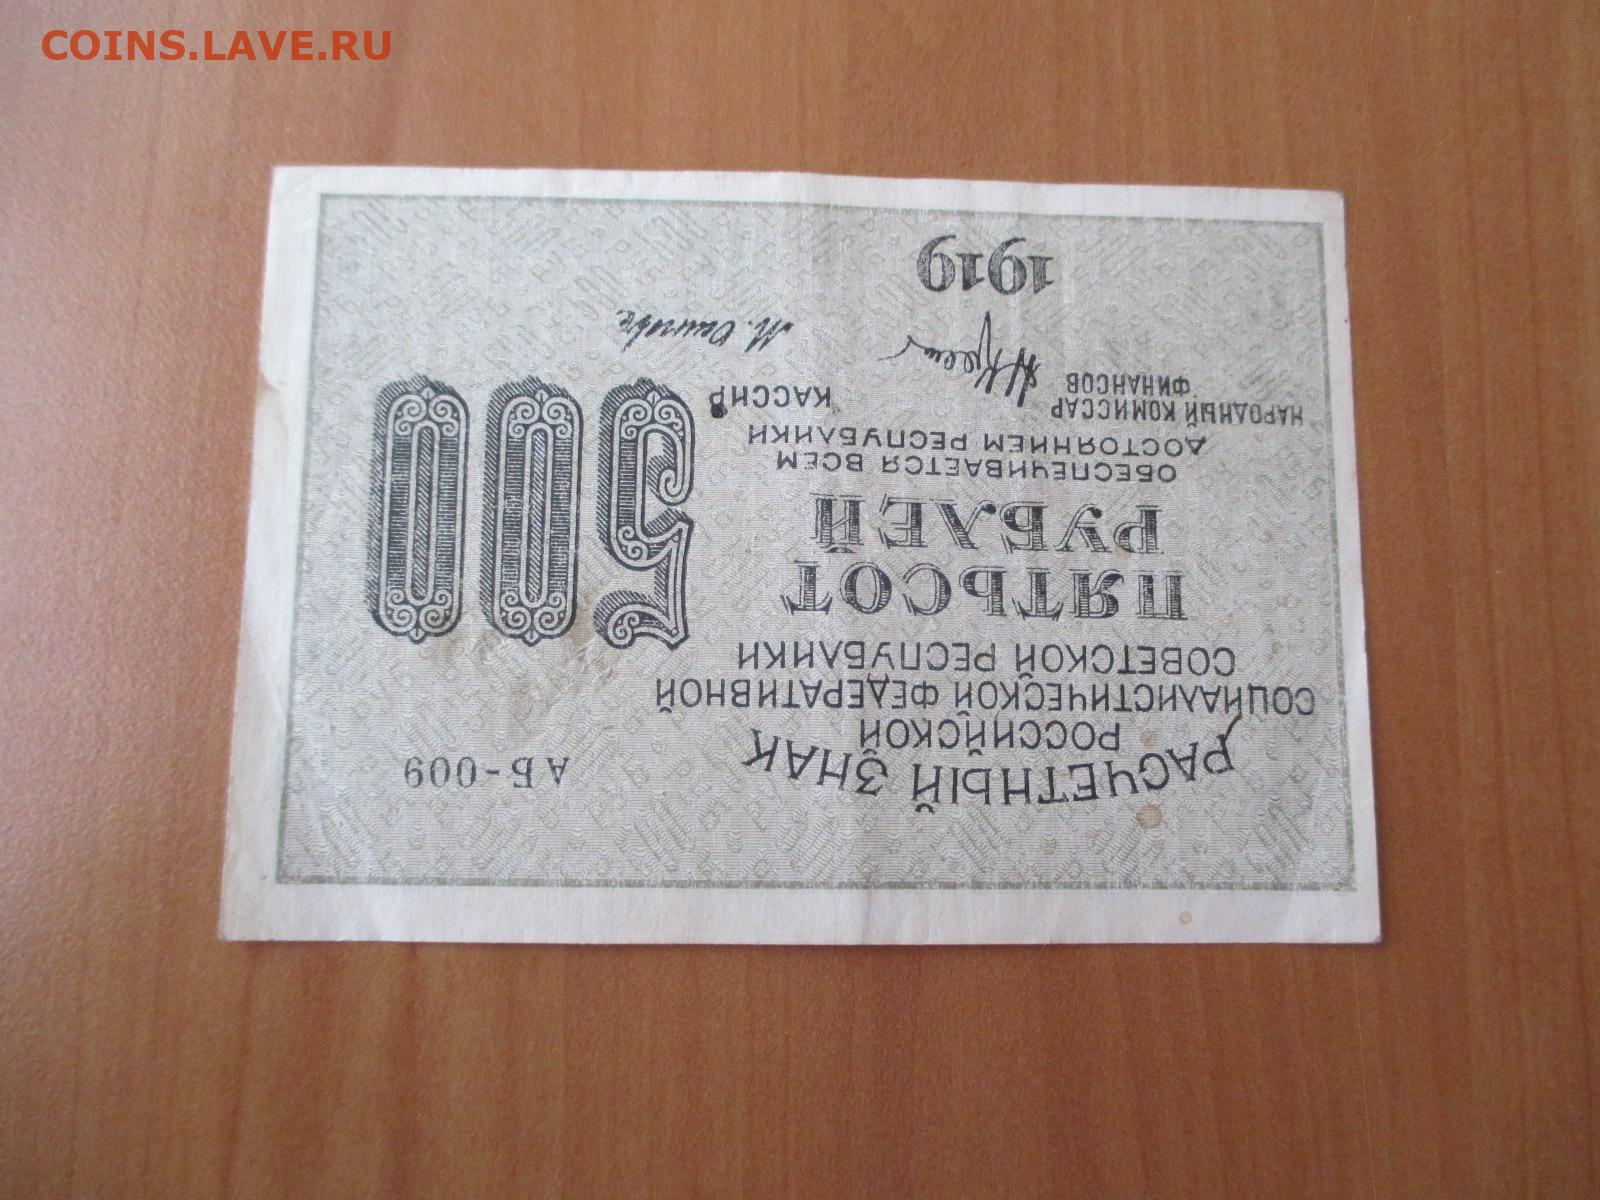 COINS.LAVE.RU
РАСЧЕТНЫЙ ЗНАК
РОССИЙСКОЙ
СОЦИАЛИСТИЧЕСКОЙ ФЕДЕРАТИВНОЙ
СОВЕТСКОЙ РЕСПУБЛИКИ
АБ-009
ПЯТЬСОТ
РУБЛЕЙ
500
ОБЕСПЕЧИВАЕТСЯ ВСЕМ
ДОСТОЯНИЕМ РЕСПУБЛИКИ
НАРОДНЫЙ КОМИССАР
ФИНАНСОВ
КАССИР
1919